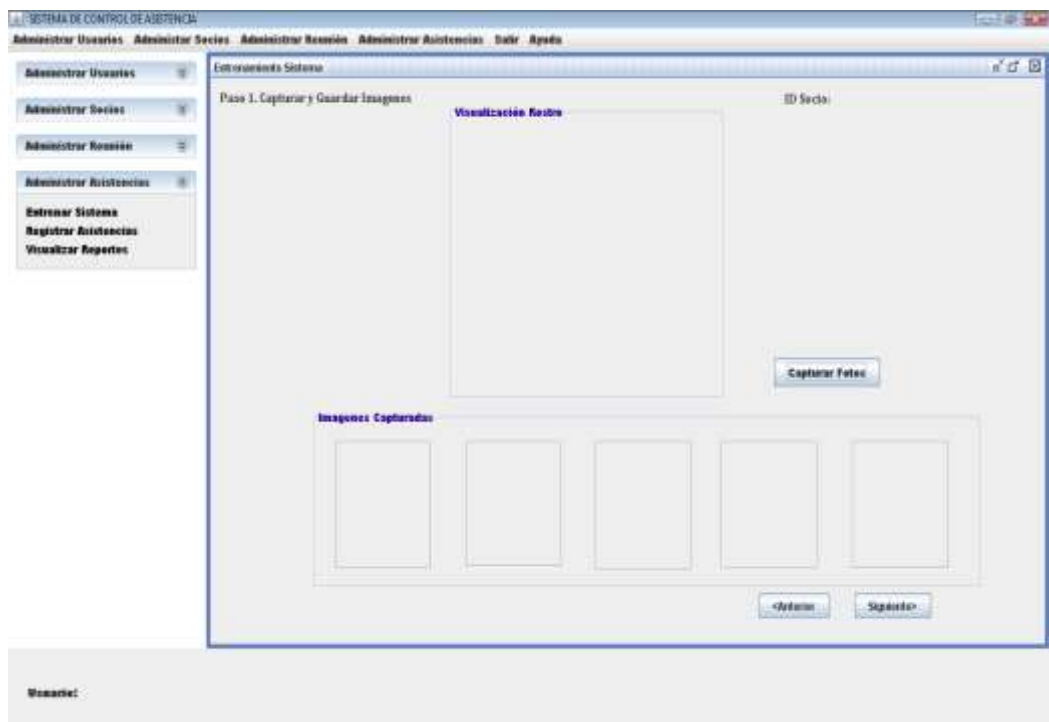 SISTEMA DE CONTROL DE ASISTENCIA
Administrar Usuarios Administar Socios Administrar Reunión Administrar Asistencias Salir Ayuda
Administrar Usuarios
Administrar Socios
Administrar Reunión
Administrar Asistencias
Entrenar Sistema
Registrar Asistencias
Visualizar Reportes
Entrenamiento Sistema
Paso 1. Capturar y Guardar Imagenes
ID Socio:
Visualización Rostro
Capturar Fotos
Imagenes Capturadas
<Anterior
Siguiente>
Usuario: